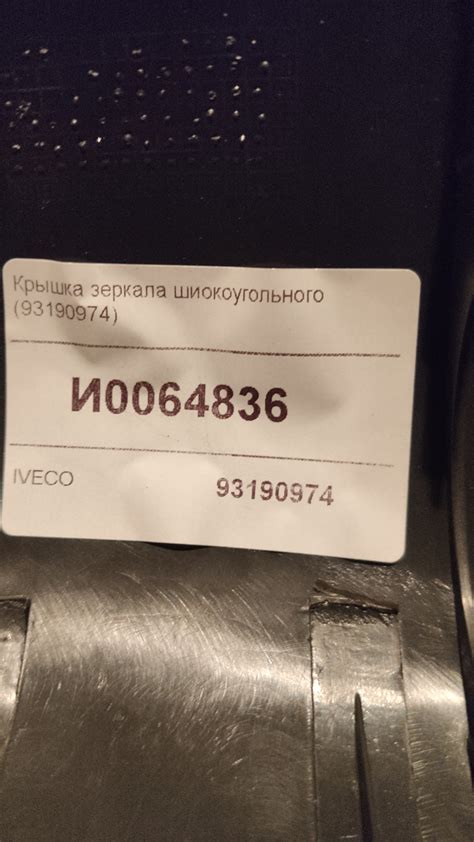 Крышка зеркала шиокоугольного
(93190974)
И0064836
IVECO 93190974